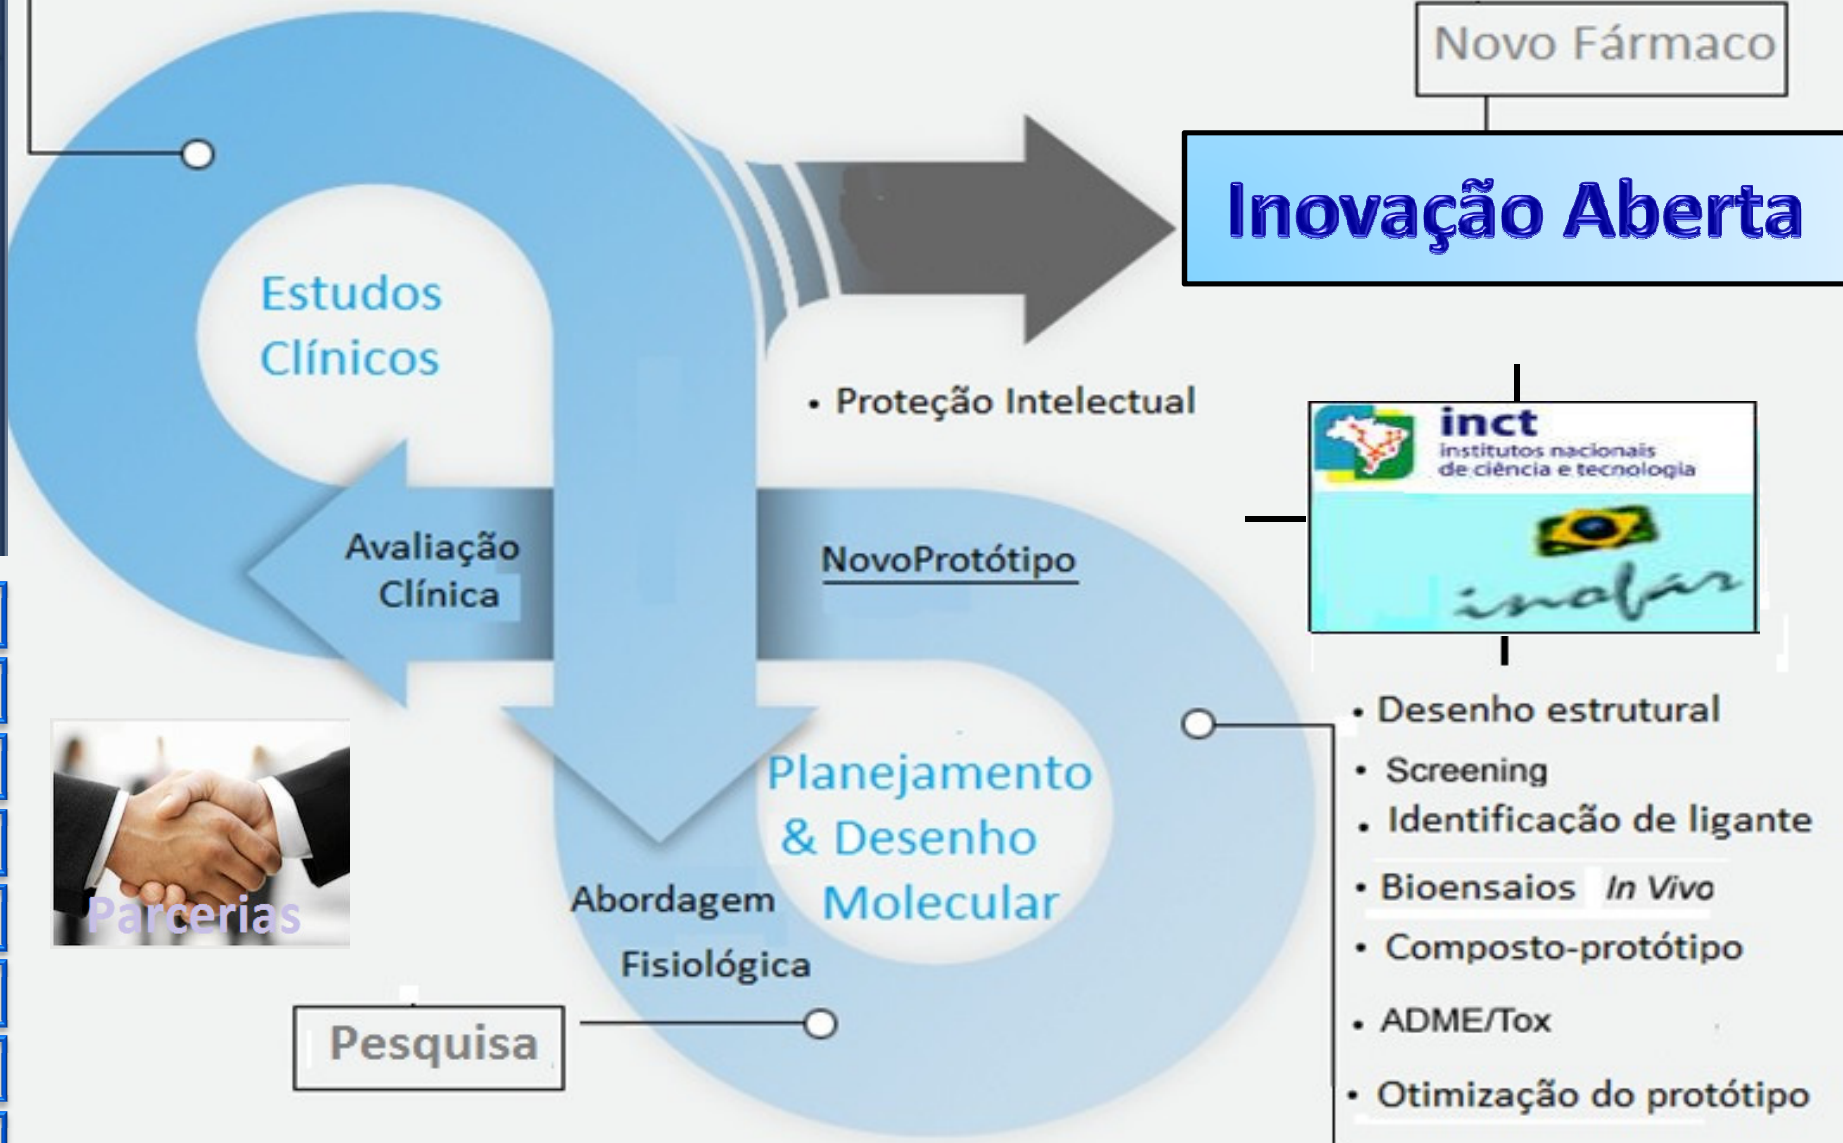 Novo Fármaco
Inovação Aberta
Estudos
Clínicos
• Proteção Intelectual
inct
institutos nacionais
de ciência e tecnologia
inofar
Avaliação
Clínica
NovoProtótipo
Planejamento
& Desenho
Molecular
Abordagem
Fisiológica
Parcerias
Pesquisa
• Desenho estrutural
• Screening
• Identificação de ligante
• Bioensaios In Vivo
• Composto-protótipo
• ADME/Tox
• Otimização do protótipo